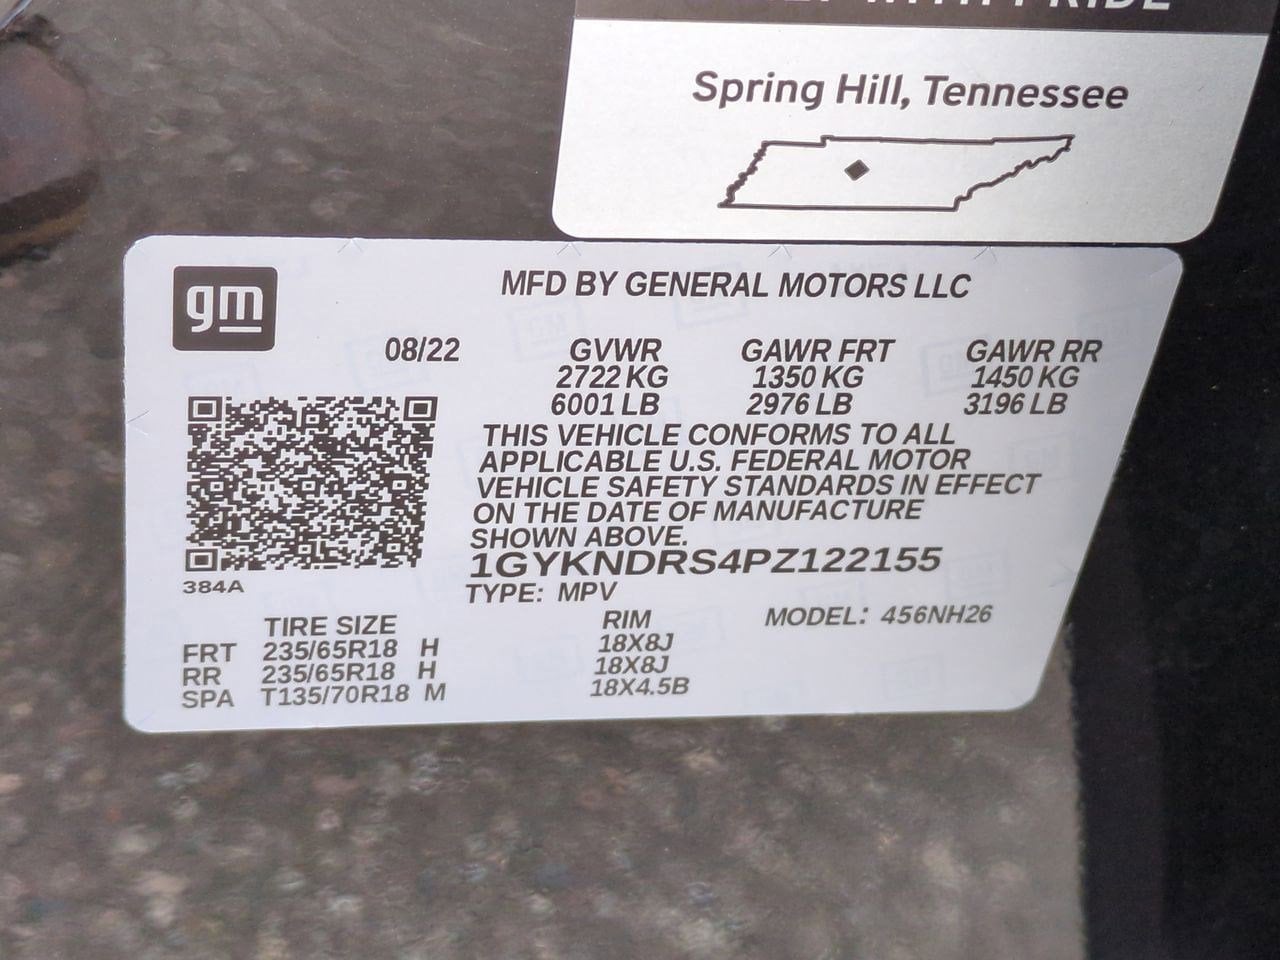 WITH PRIDE
Spring Hill, Tennessee
gm
MFD BY GENERAL MOTORS LLC
08/22 GVWR GAWR FRT GAWR RR
2722 KG 1350 KG 1450 KG
6001 LB 2976 LB 3196 LB
THIS VEHICLE CONFORMS TO ALL
APPLICABLE U.S. FEDERAL MOTOR
VEHICLE SAFETY STANDARDS IN EFFECT
ON THE DATE OF MANUFACTURE
SHOWN ABOVE.
1GYKNDRS4PZ122155
384A
TYPE: MPV
TIRE SIZE RIM MODEL: 456NH26
FRT 235/65R18 H 18X8J
RR 235/65R18 H 18X8J
SPA T135/70R18 M 18X4.5B